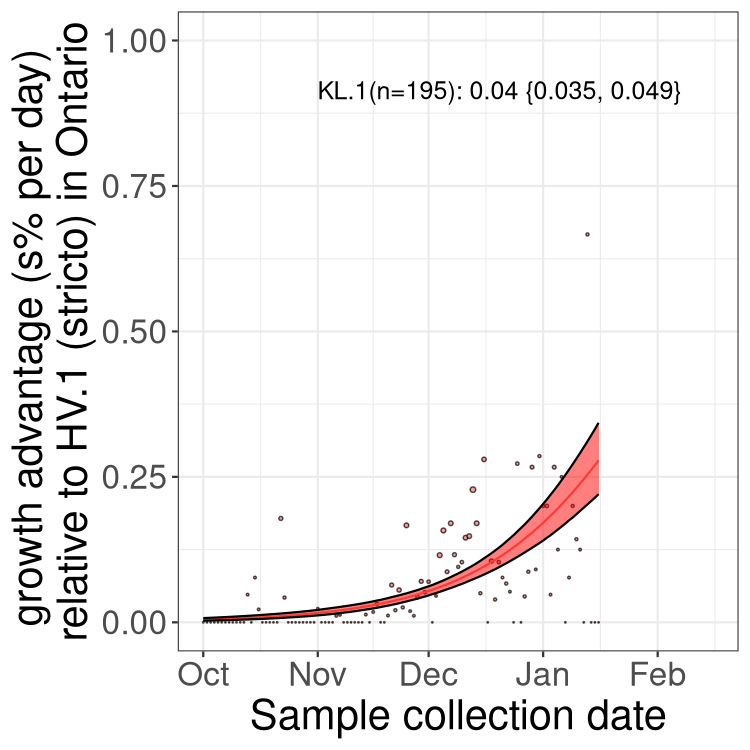 growth advantage (s% per day)
relative to HV.1 (stricto) in Ontario
1.00
0.75
0.50
0.25
0.00
KL.1(n=195): 0.04 {0.035, 0.049}
Oct Nov Dec Jan Feb
Sample collection date